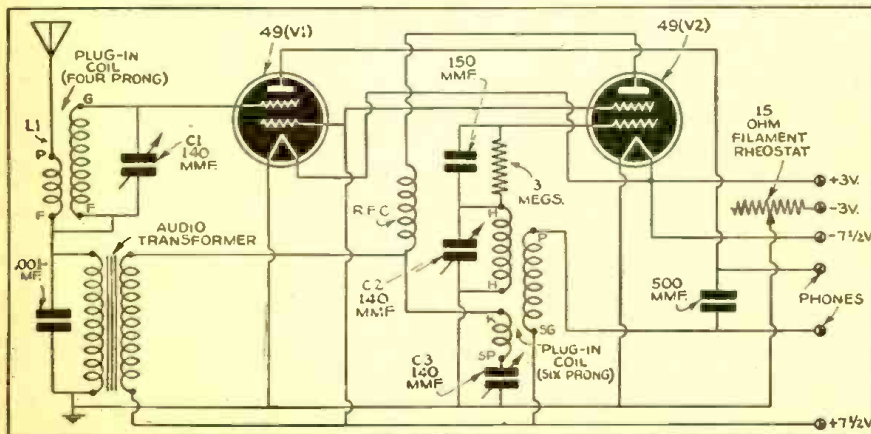 PLUG-IN
COIL
(FOUR PRONG)
G
L1
P
F
F
C1
140
MMF.
49(V1)
AUDIO
TRANSFORMER
MF.
R.F.C.
150
MMF.
3
MEGS.
H
H
C2
140
MMF.
P
SG
K
SP
C3
140
MMF.
PLUG-IN
COIL
(SIX PRONG)
49(V2)
15
OHM
FILAMENT
RHEOSTAT
+3V.
-3V.
-7½V
500
MMF.
PHONES
+7½V.